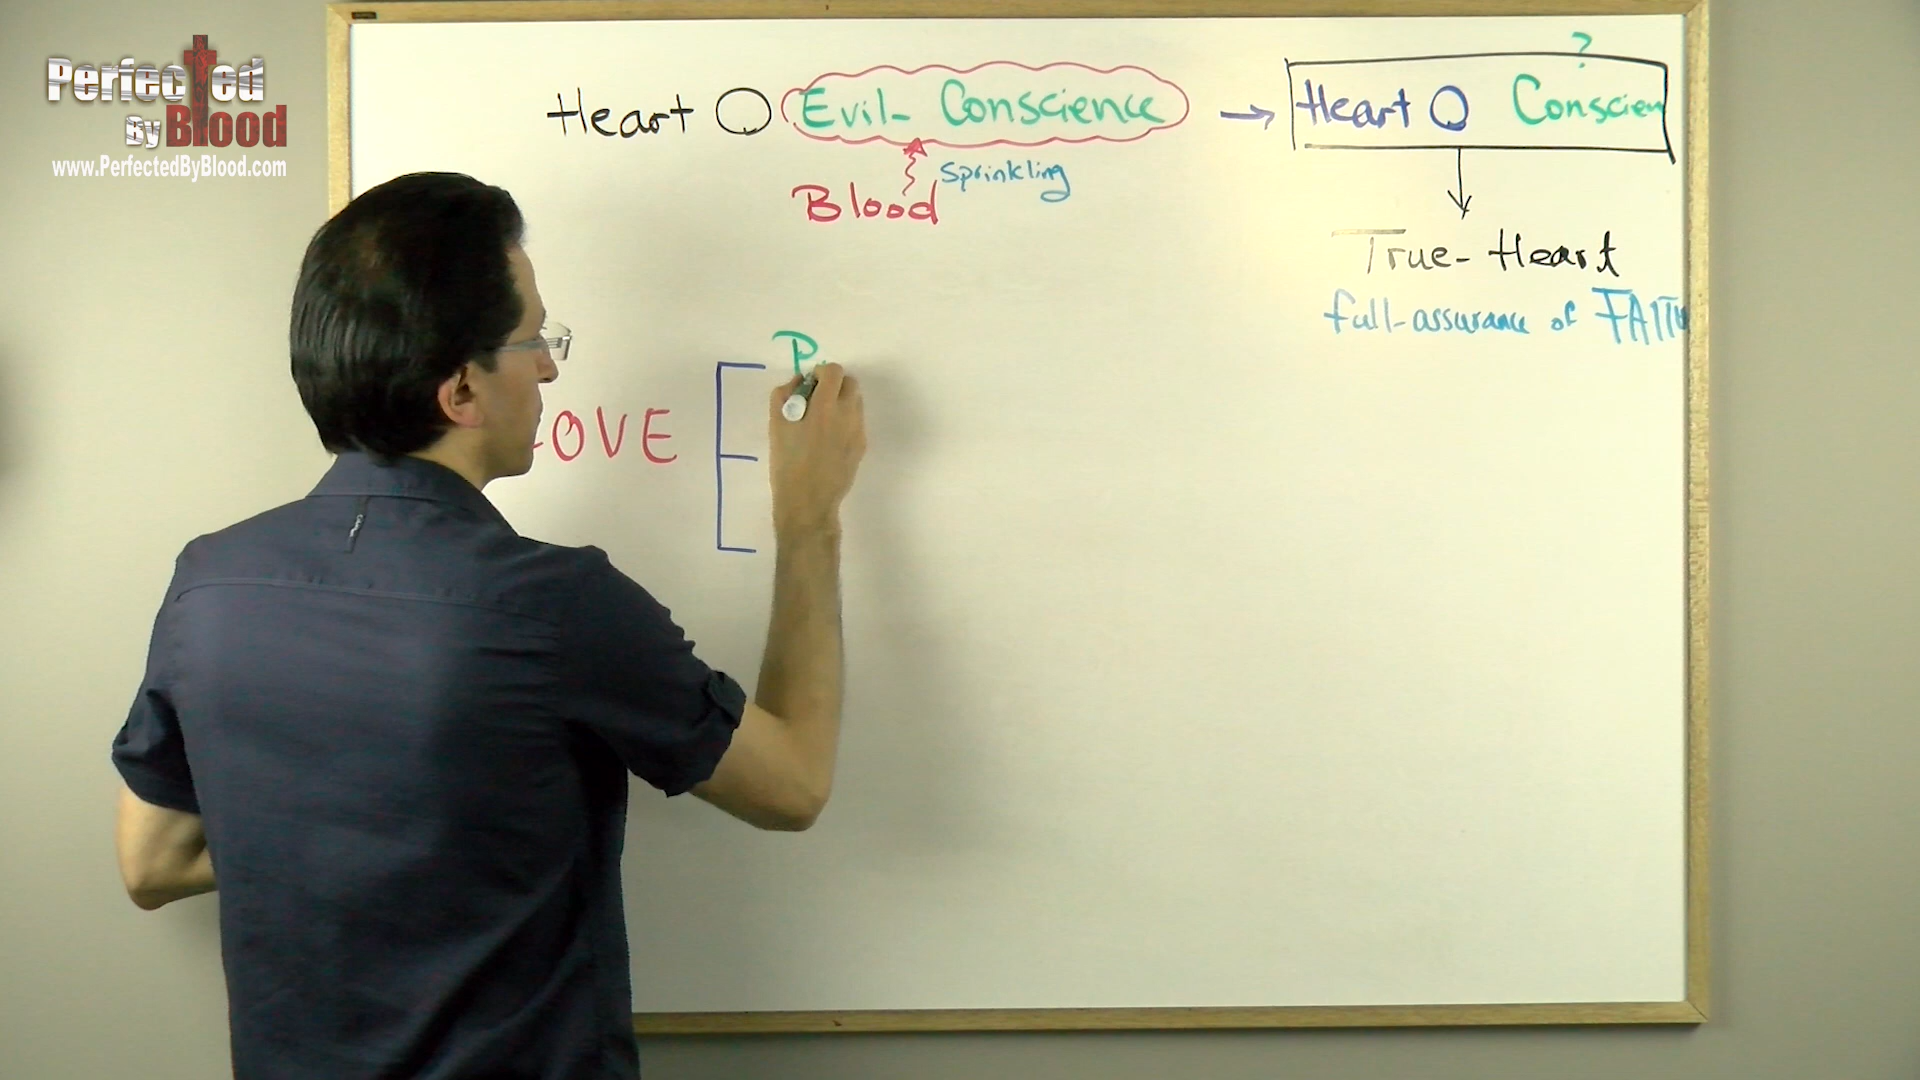 Perfected
By Blood
www.PerfectedByBlood.com
?
Heart Evil- Conscience → Heart Conscien
Sprinkling
Blood
True- Heart
full-assurance of FAITH
P
OVE